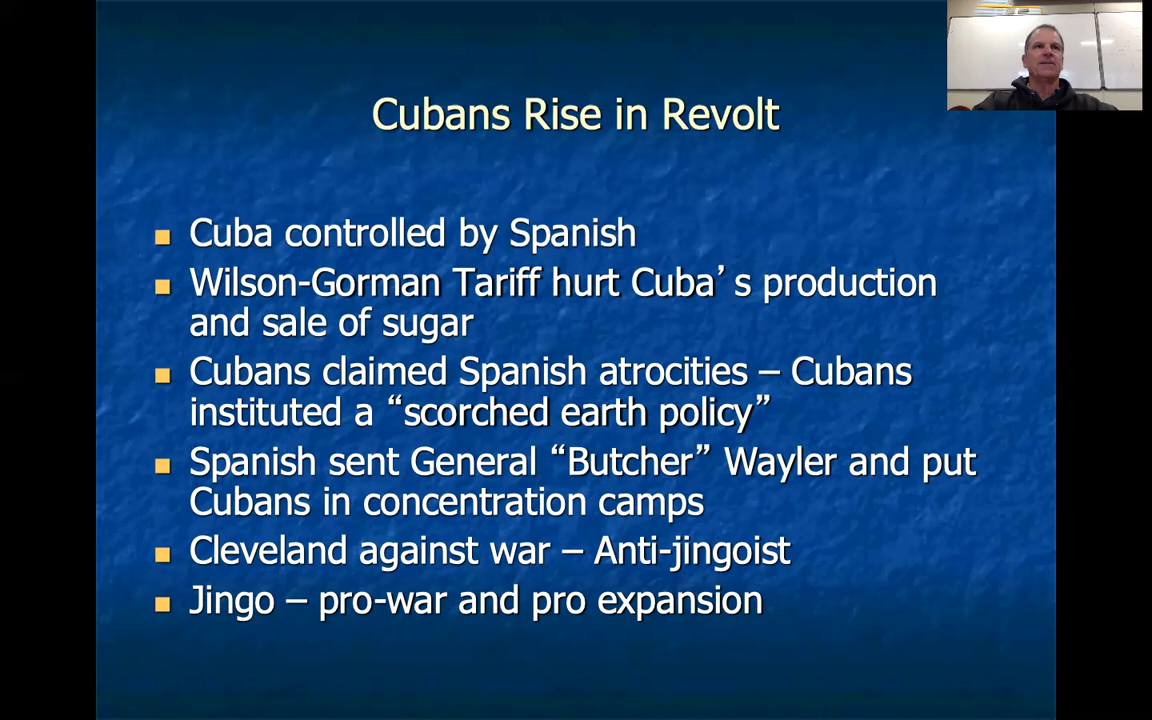 Cubans Rise in Revolt
Cuba controlled by Spanish
Wilson-Gorman Tariff hurt Cuba’s production
and sale of sugar
Cubans claimed Spanish atrocities – Cubans
instituted a “scorched earth policy”
Spanish sent General “Butcher” Wayler and put
Cubans in concentration camps
Cleveland against war – Anti-jingoist
Jingo – pro-war and pro expansion